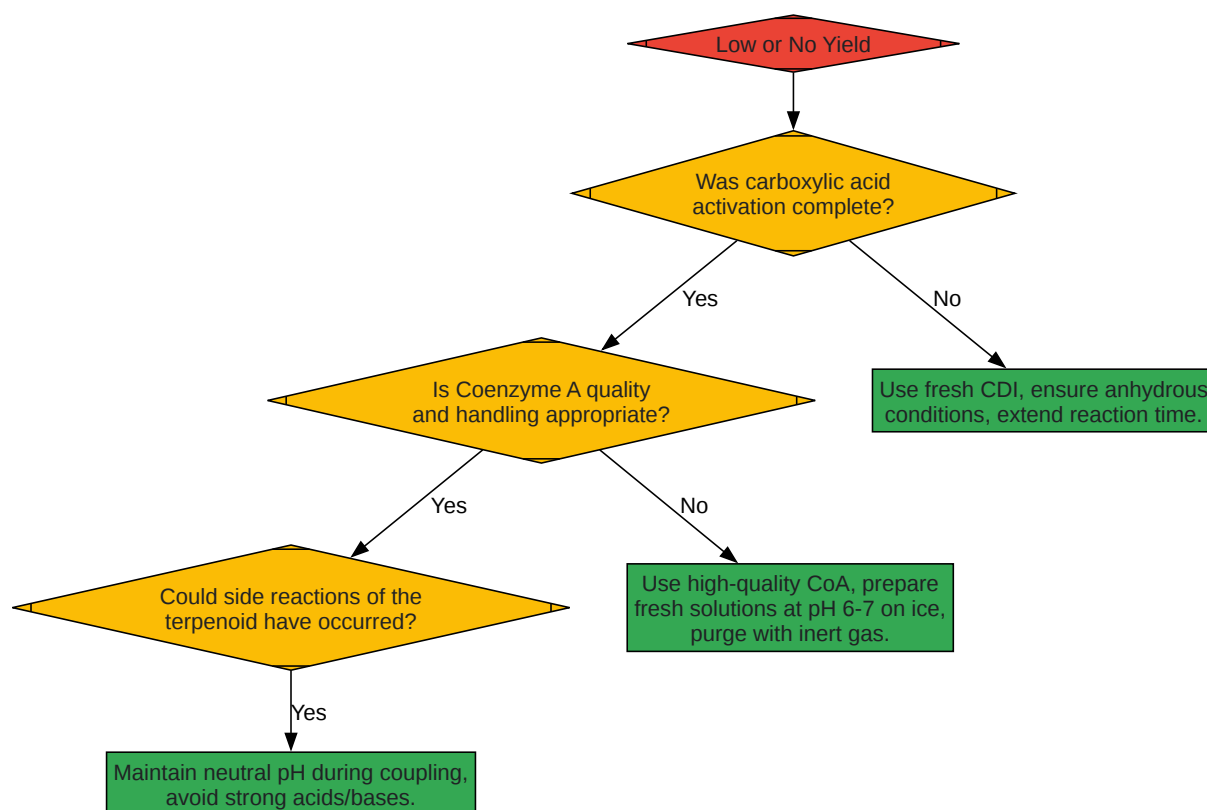 Low or No Yield
Was carboxylic acid
activation complete?
Yes
No
Is Coenzyme A quality
and handling appropriate?
Use fresh CDI, ensure anhydrous
conditions, extend reaction time.
Yes
No
Could side reactions of the
terpenoid have occurred?
Use high-quality CoA, prepare
fresh solutions at pH 6-7 on ice,
purge with inert gas.
Yes
Maintain neutral pH during coupling,
avoid strong acids/bases.